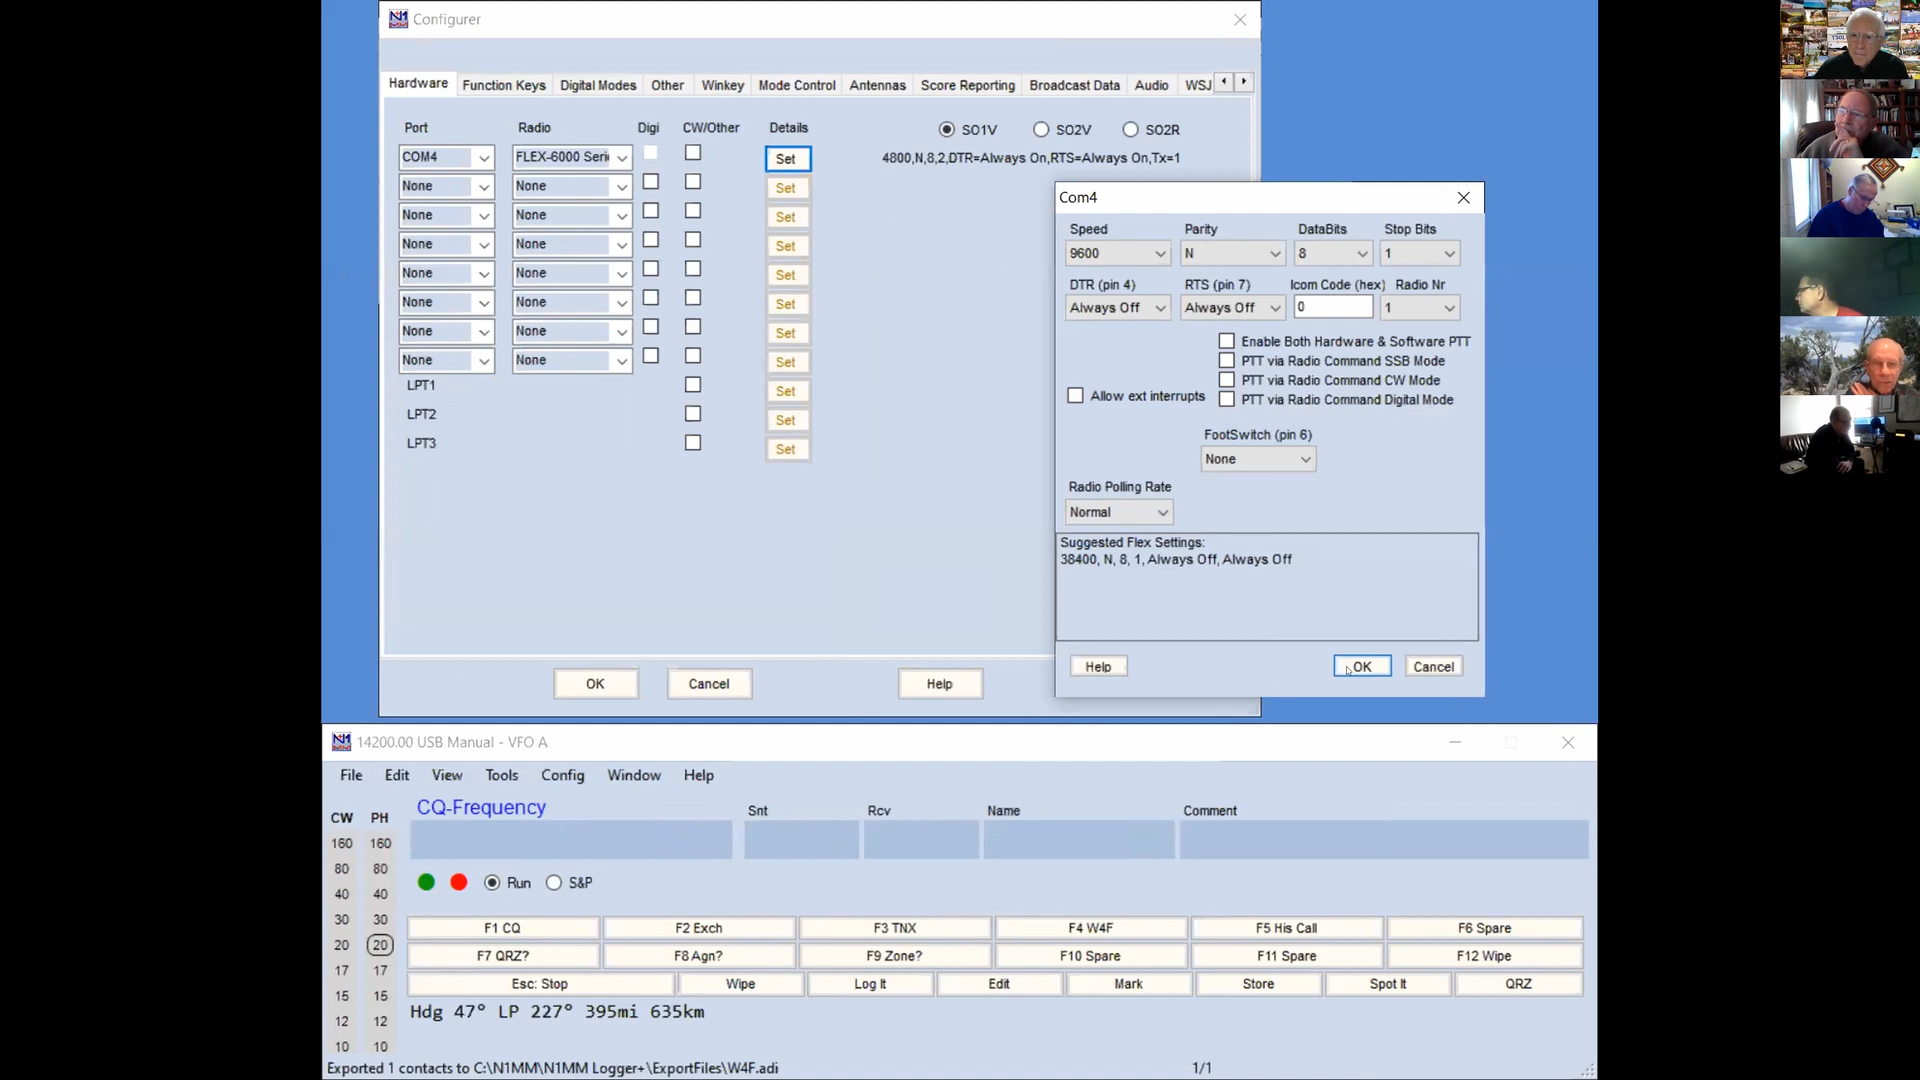 Configurer
Hardware Function Keys Digital Modes Other Winkey Mode Control Antennas Score Reporting Broadcast Data Audio WSJ
Port Radio Digi CW/Other Details SO1V SO2V SO2R
COM4 FLEX-6000 Seri Set 4800,N,8,2,DTR=Always On,RTS=Always On,Tx=1
None None Set
None None Set
None None Set
None None Set
None None Set
None None Set
None None Set
LPT1 Set
LPT2 Set
LPT3 Set
OK Cancel Help
Com4
Speed Parity DataBits Stop Bits
9600 N 8 1
DTR (pin 4) RTS (pin 7) Icom Code (hex) Radio Nr
Always Off Always Off 0 1
Enable Both Hardware & Software PTT
PTT via Radio Command SSB Mode
PTT via Radio Command CW Mode
Allow ext interrupts PTT via Radio Command Digital Mode
FootSwitch (pin 6)
None
Radio Polling Rate
Normal
Suggested Flex Settings:
38400, N, 8, 1, Always Off, Always Off
Help OK Cancel
14200.00 USB Manual - VFO A
File Edit View Tools Config Window Help
CQ-Frequency Snt Rcv Name Comment
CW PH
160 160
80 80
40 40
30 30
20 20
17 17
15 15
12 12
10 10
Run S&P
F1 CQ F2 Exch F3 TNX F4 W4F F5 His Call F6 Spare
F7 QRZ? F8 Agn? F9 Zone? F10 Spare F11 Spare F12 Wipe
Esc: Stop Wipe Log It Edit Mark Store Spot It QRZ
Hdg 47° LP 227° 395mi 635km
Exported 1 contacts to C:\N1MM\N1MM Logger+\ExportFiles\W4F.adi 1/1